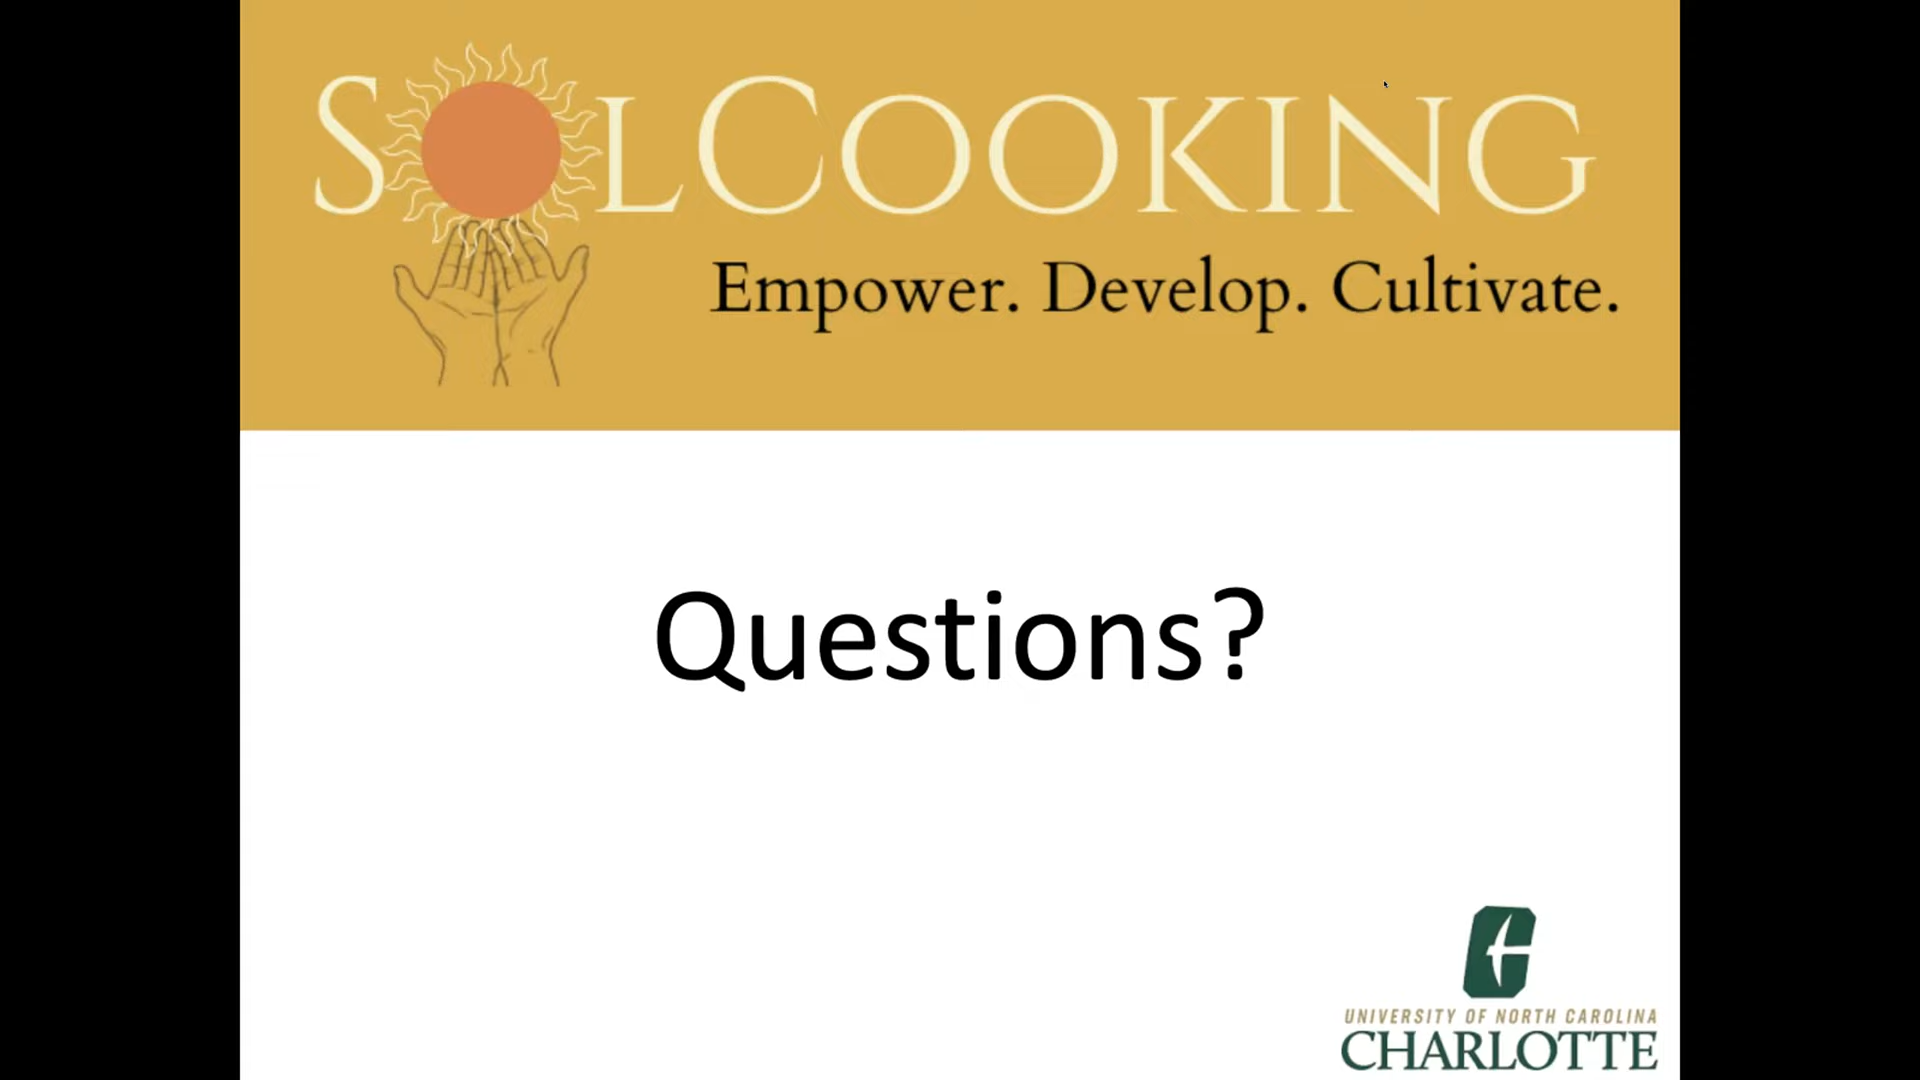 SOLCOOKING
Empower. Develop. Cultivate.
Questions?
UNIVERSITY OF NORTH CAROLINA
CHARLOTTE